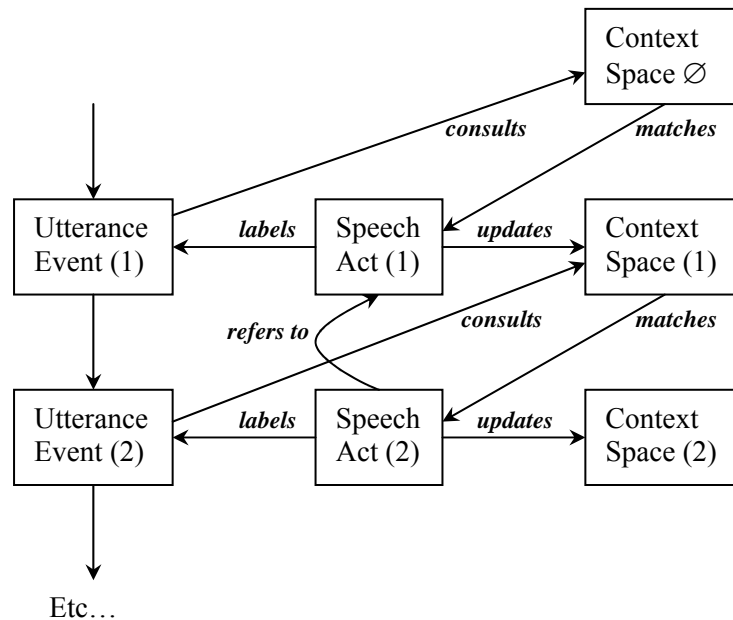 Context
Space ∅
consults
matches
Utterance
Event (1)
labels
Speech
Act (1)
updates
Context
Space (1)
refers to
consults
matches
Utterance
Event (2)
labels
Speech
Act (2)
updates
Context
Space (2)
Etc…